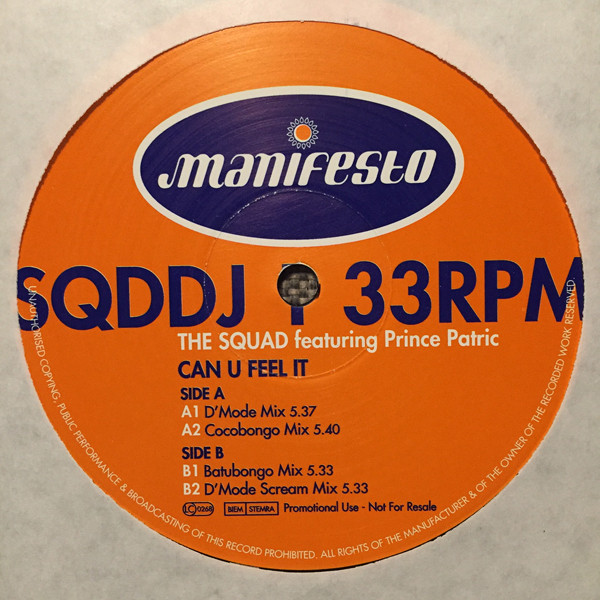 manifesto
SQDDJ 1 33RPM
THE SQUAD featuring Prince Patric
CAN U FEEL IT
SIDE A
A1 D'Mode Mix 5.37
A2 Cocobongo Mix 5.40
SIDE B
B1 Batubongo Mix 5.33
B2 D'Mode Scream Mix 5.33
LC 0268 BIEM STEMRA Promotional Use - Not For Resale
UNAUTHORISED COPYING, PUBLIC PERFORMANCE & BROADCASTING OF THIS RECORD PROHIBITED. ALL RIGHTS OF THE MANUFACTURER & OF THE OWNER OF THE RECORDED WORK RESERVED